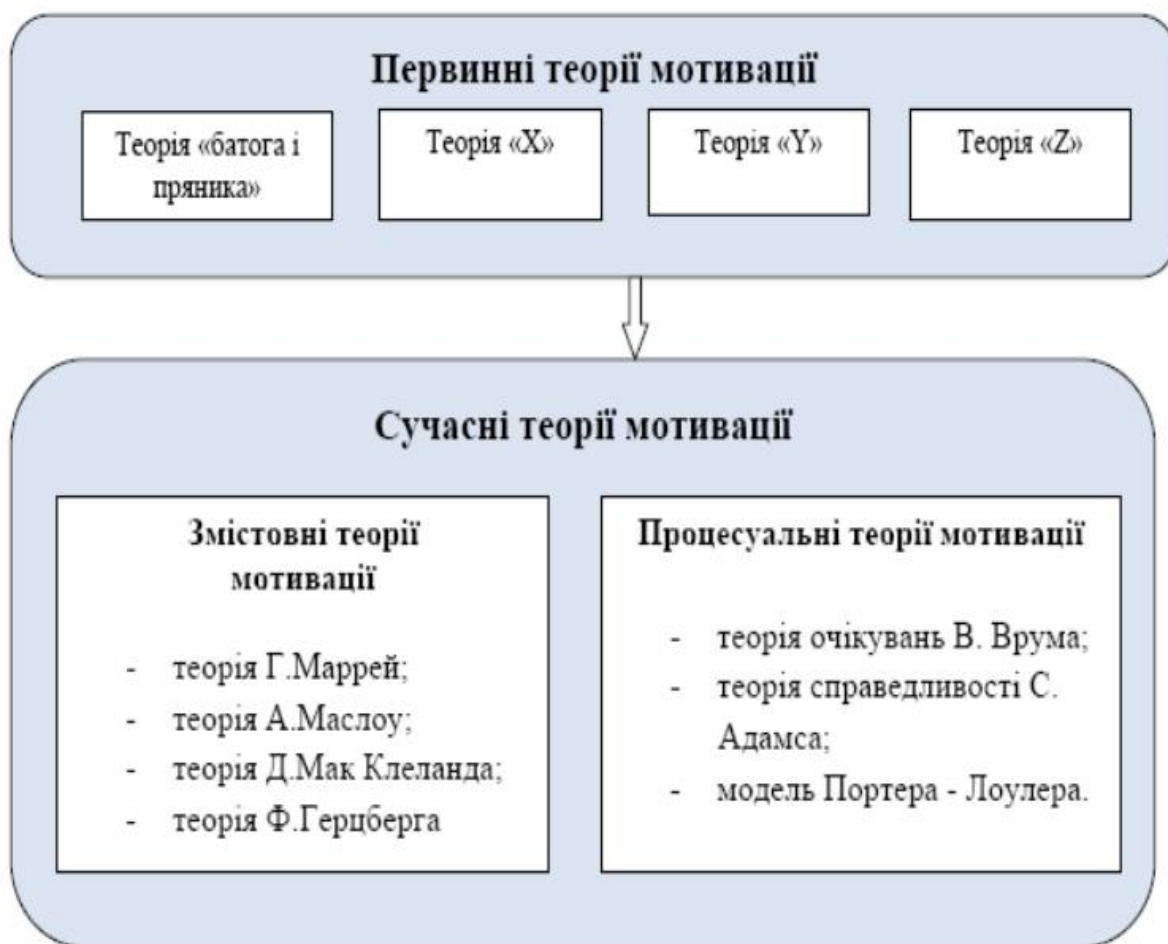 Первинні теорії мотивації
Теорія «батога і
пряника»
Теорія «X»
Теорія «Y»
Теорія «Z»
Сучасні теорії мотивації
Змістовні теорії
мотивації
- теорія Г.Маррей;
- теорія А.Маслоу;
- теорія Д.Мак Клеланда;
- теорія Ф.Герцберга
Процесуальні теорії мотивації
- теорія очікувань В. Врума;
- теорія справедливості С.
Адамса;
- модель Портера - Лоулера.